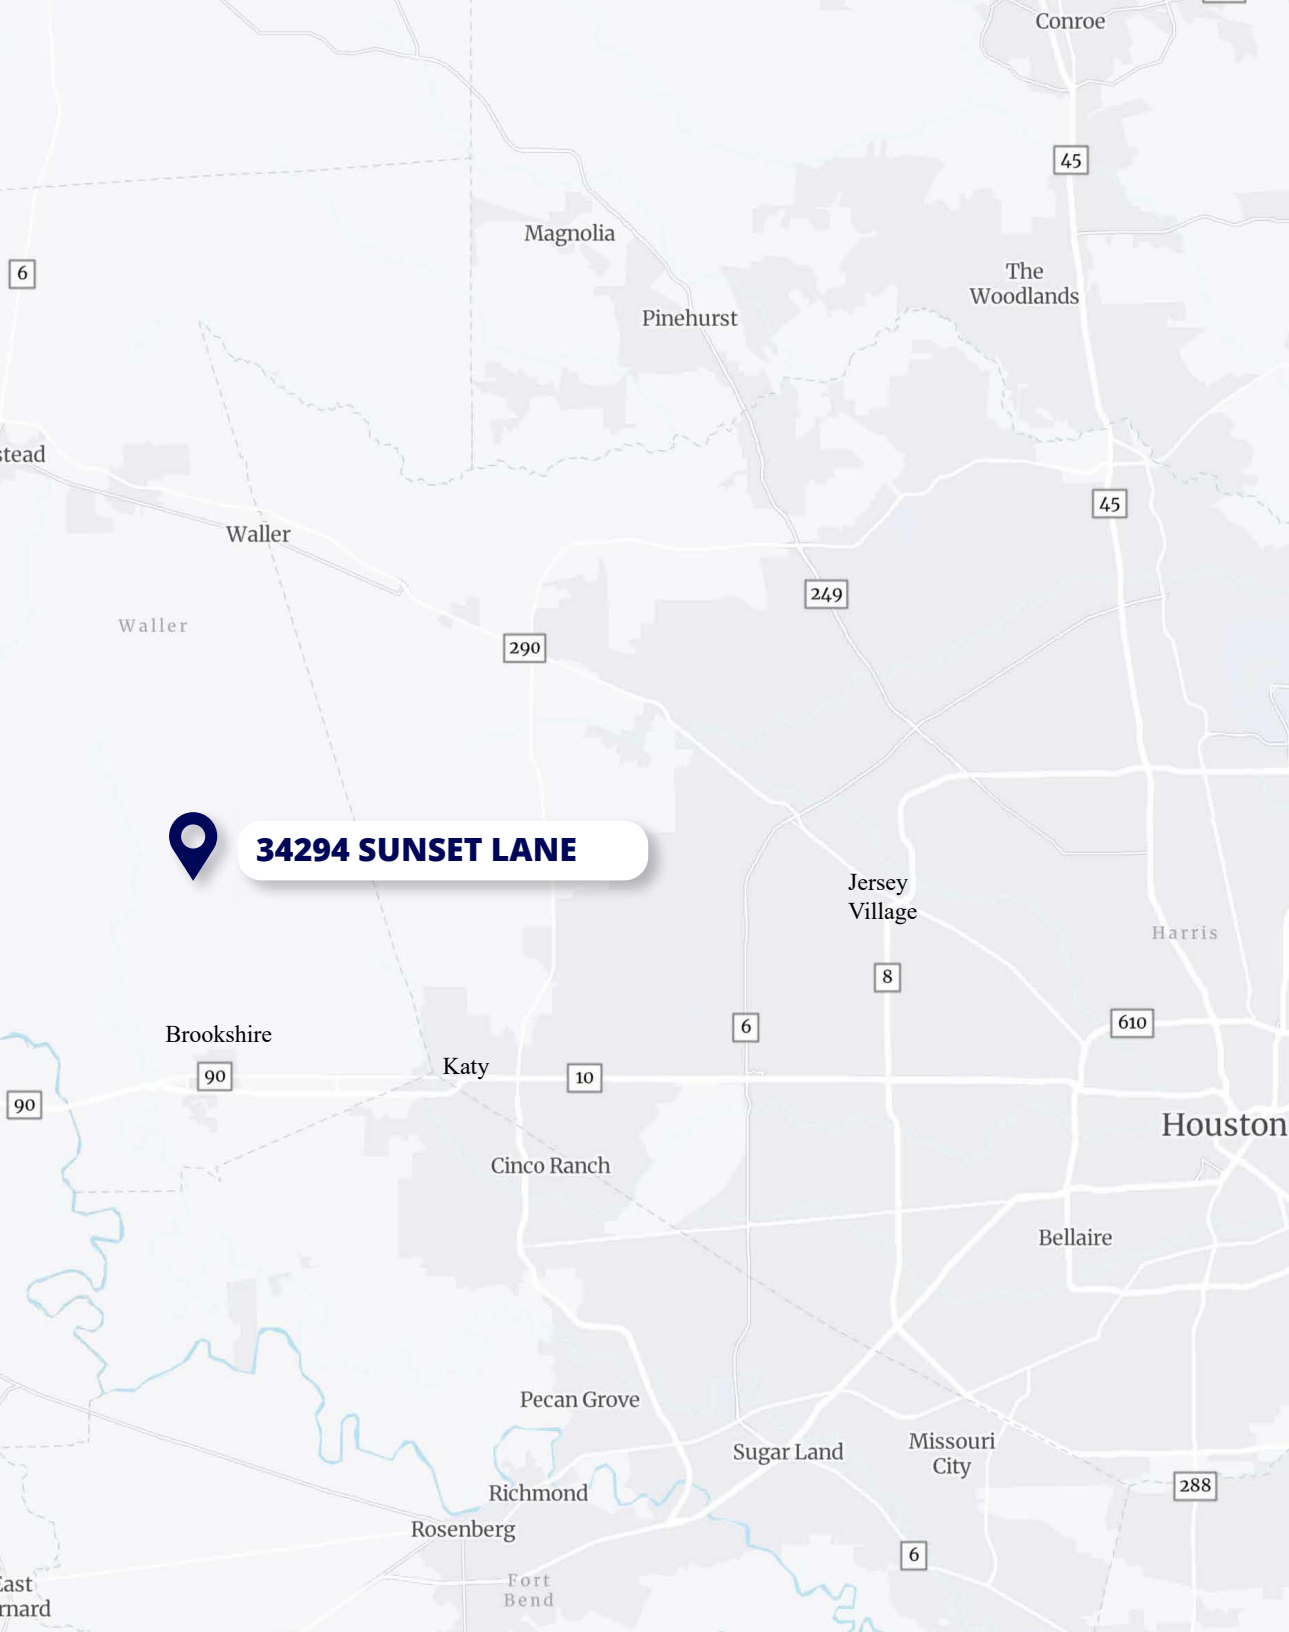 Conroe
45
Magnolia
6
The
Woodlands
Pinehurst
stead
45
Waller
249
Waller
290
34294 SUNSET LANE
Jersey
Village
Harris
8
610
6
Brookshire
Katy
90
10
90
Houston
Cinco Ranch
Bellaire
Pecan Grove
Missouri
City
Sugar Land
288
Richmond
Rosenberg
6
Fort
Bend
East
rnard